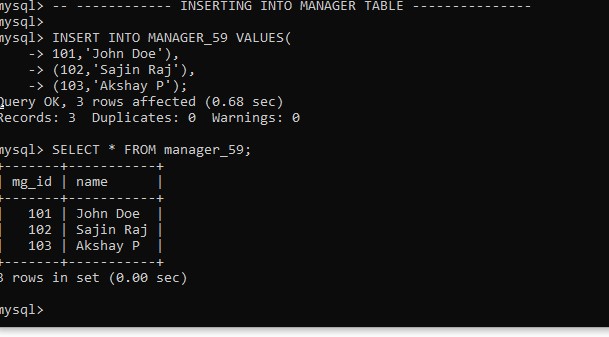 mysql> -- -- ------------ INSERTING INTO MANAGER TABLE ---------------
mysql>
mysql> INSERT INTO MANAGER_59 VALUES(
    -> 101,'John Doe'),
    -> (102,'Sajin Raj'),
    -> (103,'Akshay P');
Query OK, 3 rows affected (0.68 sec)
Records: 3  Duplicates: 0  Warnings: 0
mysql> SELECT * FROM manager_59;
+-------+-----------+
| mg_id | name      |
+-------+-----------+
|   101 | John Doe  |
|   102 | Sajin Raj |
|   103 | Akshay P  |
+-------+-----------+
3 rows in set (0.00 sec)
mysql>